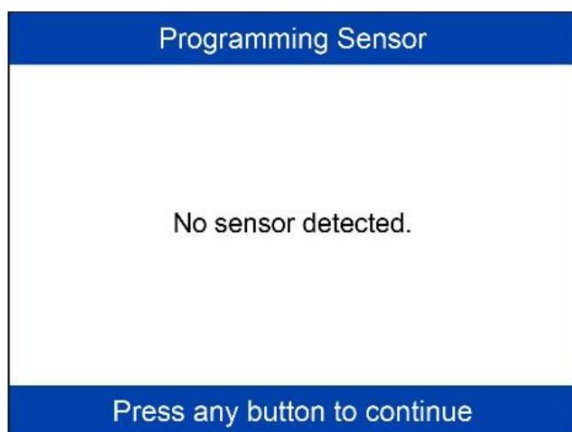 Programming Sensor
No sensor detected.
Press any button to continue